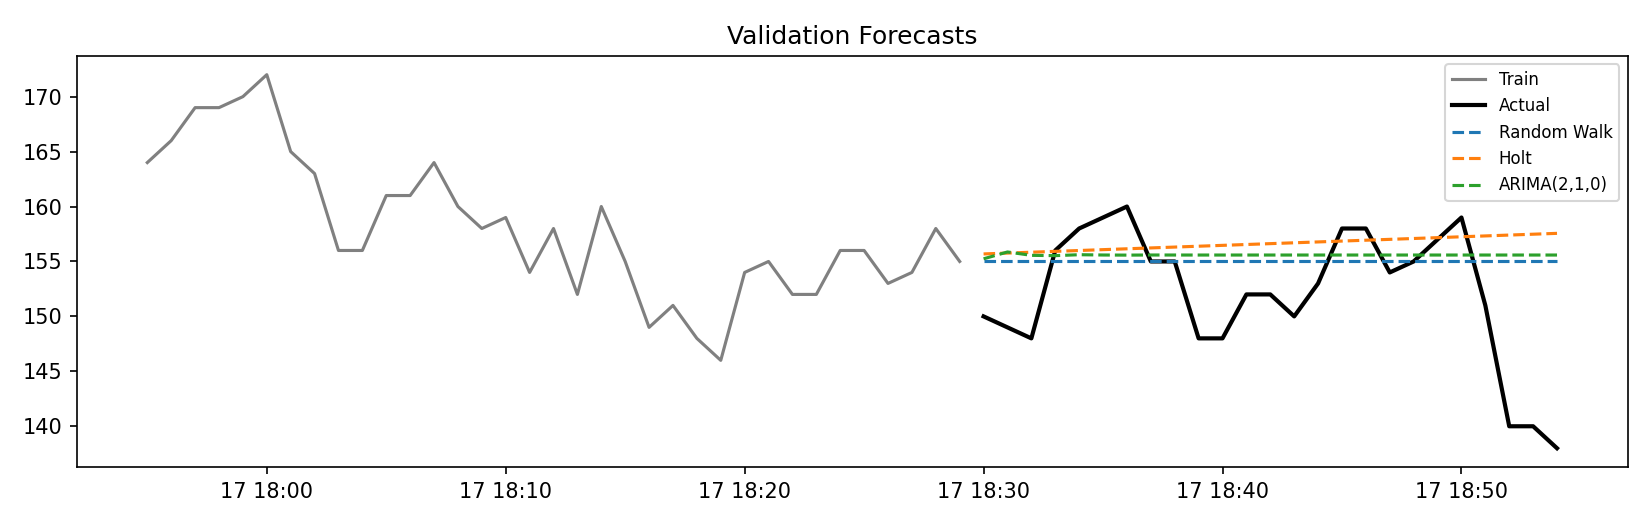 Validation Forecasts
Train
Actual
Random Walk
Holt
ARIMA(2,1,0)
170
165
160
155
150
145
140
17 18:00
17 18:10
17 18:20
17 18:30
17 18:40
17 18:50